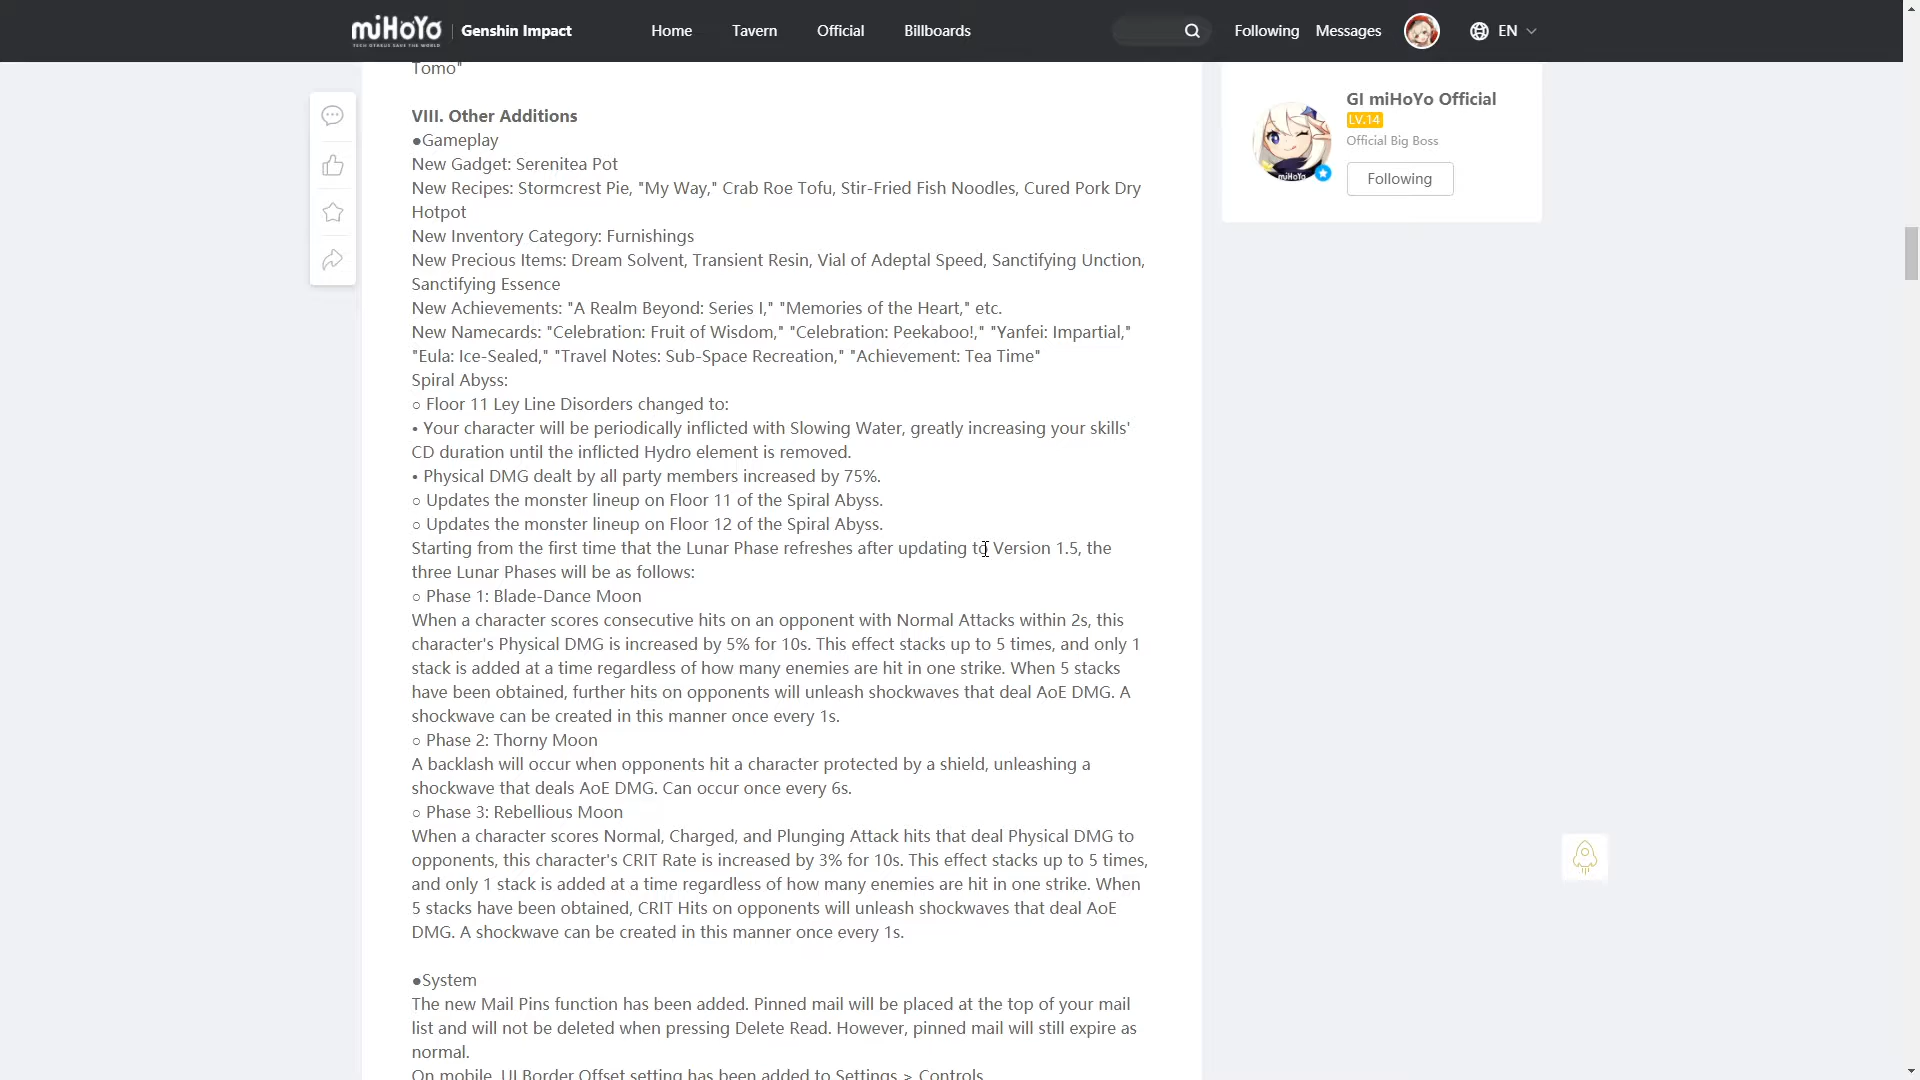 miHoYo
TECH OTAKUS SAVE THE WORLD
Genshin Impact
Home
Tavern
Official
Billboards
Following
Messages
EN
Tomo"
VIII. Other Additions
●Gameplay
New Gadget: Serenitea Pot
New Recipes: Stormcrest Pie, "My Way," Crab Roe Tofu, Stir-Fried Fish Noodles, Cured Pork Dry
Hotpot
New Inventory Category: Furnishings
New Precious Items: Dream Solvent, Transient Resin, Vial of Adeptal Speed, Sanctifying Unction,
Sanctifying Essence
New Achievements: "A Realm Beyond: Series I," "Memories of the Heart," etc.
New Namecards: "Celebration: Fruit of Wisdom," "Celebration: Peekaboo!," "Yanfei: Impartial,"
"Eula: Ice-Sealed," "Travel Notes: Sub-Space Recreation," "Achievement: Tea Time"
Spiral Abyss:
○ Floor 11 Ley Line Disorders changed to:
• Your character will be periodically inflicted with Slowing Water, greatly increasing your skills'
CD duration until the inflicted Hydro element is removed.
• Physical DMG dealt by all party members increased by 75%.
○ Updates the monster lineup on Floor 11 of the Spiral Abyss.
○ Updates the monster lineup on Floor 12 of the Spiral Abyss.
Starting from the first time that the Lunar Phase refreshes after updating to Version 1.5, the
three Lunar Phases will be as follows:
○ Phase 1: Blade-Dance Moon
When a character scores consecutive hits on an opponent with Normal Attacks within 2s, this
character's Physical DMG is increased by 5% for 10s. This effect stacks up to 5 times, and only 1
stack is added at a time regardless of how many enemies are hit in one strike. When 5 stacks
have been obtained, further hits on opponents will unleash shockwaves that deal AoE DMG. A
shockwave can be created in this manner once every 1s.
○ Phase 2: Thorny Moon
A backlash will occur when opponents hit a character protected by a shield, unleashing a
shockwave that deals AoE DMG. Can occur once every 6s.
○ Phase 3: Rebellious Moon
When a character scores Normal, Charged, and Plunging Attack hits that deal Physical DMG to
opponents, this character's CRIT Rate is increased by 3% for 10s. This effect stacks up to 5 times,
and only 1 stack is added at a time regardless of how many enemies are hit in one strike. When
5 stacks have been obtained, CRIT Hits on opponents will unleash shockwaves that deal AoE
DMG. A shockwave can be created in this manner once every 1s.
●System
The new Mail Pins function has been added. Pinned mail will be placed at the top of your mail
list and will not be deleted when pressing Delete Read. However, pinned mail will still expire as
normal.
On mobile, UI Border Offset setting has been added to Settings > Controls
GI miHoYo Official
LV.14
Official Big Boss
miHoYo
Following